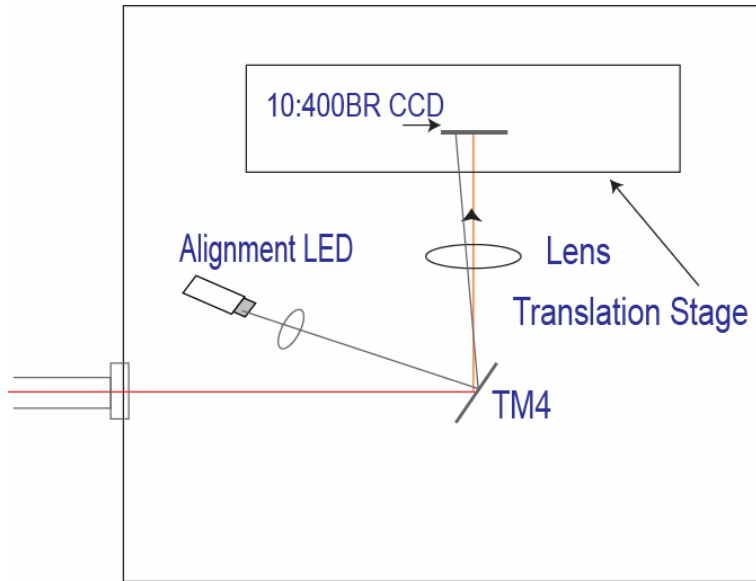 10:400BR CCD
Alignment LED
Lens
Translation Stage
TM4